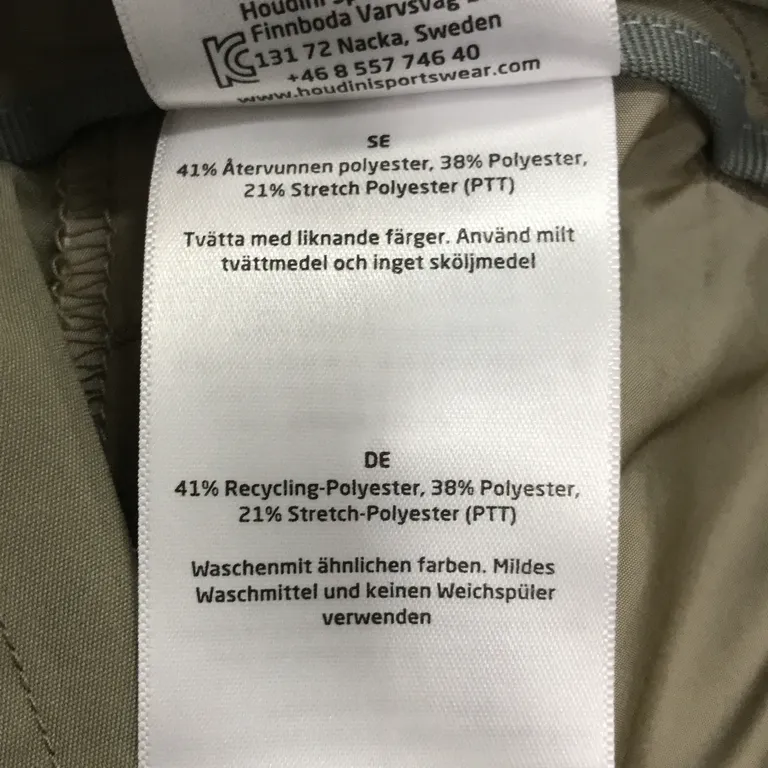 Houdini
Finnboda Varvsväg
131 72 Nacka, Sweden
+46 8 557 746 40
www.houdinisportswear.com
SE
41% Återvunnen polyester, 38% Polyester,
21% Stretch Polyester (PTT)
Tvätta med liknande färger. Använd milt
tvättmedel och inget sköljmedel
DE
41% Recycling-Polyester, 38% Polyester,
21% Stretch-Polyester (PTT)
Waschenmit ähnlichen farben. Mildes
Waschmittel und keinen Weichspüler
verwenden